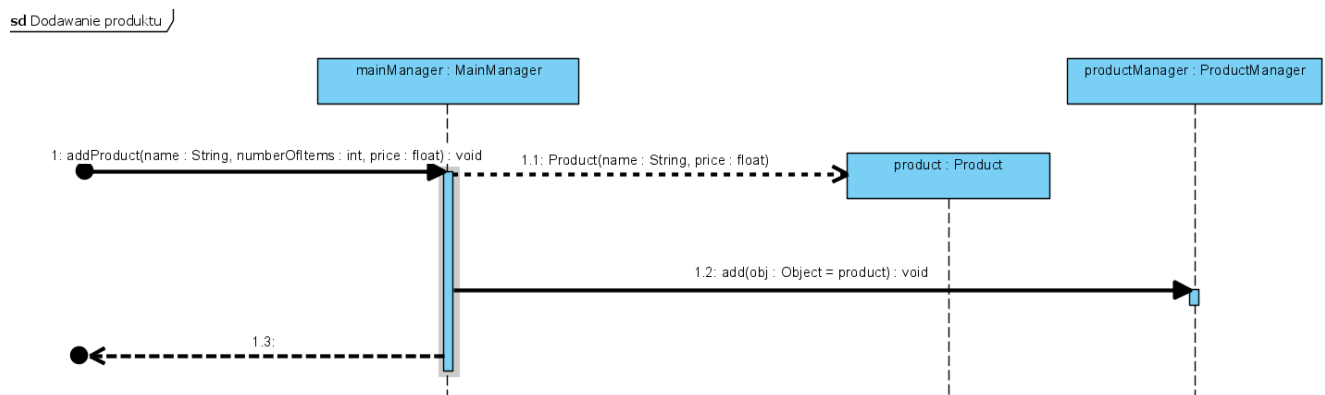 sd Dodawanie produktu
mainManager : MainManager
productManager : ProductManager
1: addProduct(name : String, numberOfItems : int, price : float) : void
1.1: Product(name : String, price : float)
product : Product
1.2: add(obj : Object = product) : void
1.3: